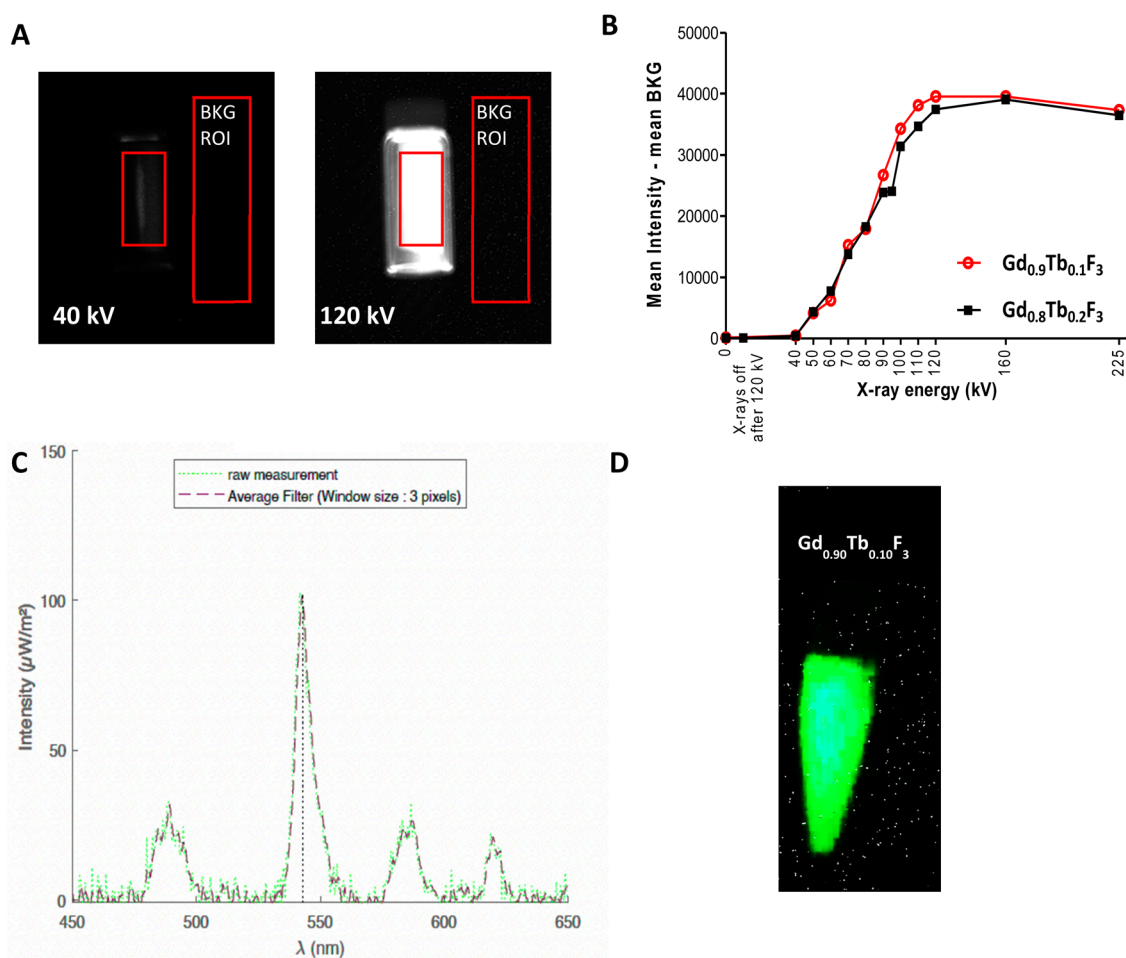 A
BKG
ROI
40 kV
BKG
ROI
120 kV
B
Mean Intensity - mean BKG
50000
40000
30000
20000
10000
0
Gd0.9Tb0.1F3
Gd0.8Tb0.2F3
0
X-rays off
after 120 kV
40
50
60
70
80
90
100
110
120
160
225
X-ray energy (kV)
C
raw measurement
Average Filter (Window size : 3 pixels)
Intensity (µW/m²)
150
100
50
0
450
500
550
600
650
λ (nm)
D
Gd0.90Tb0.10F3